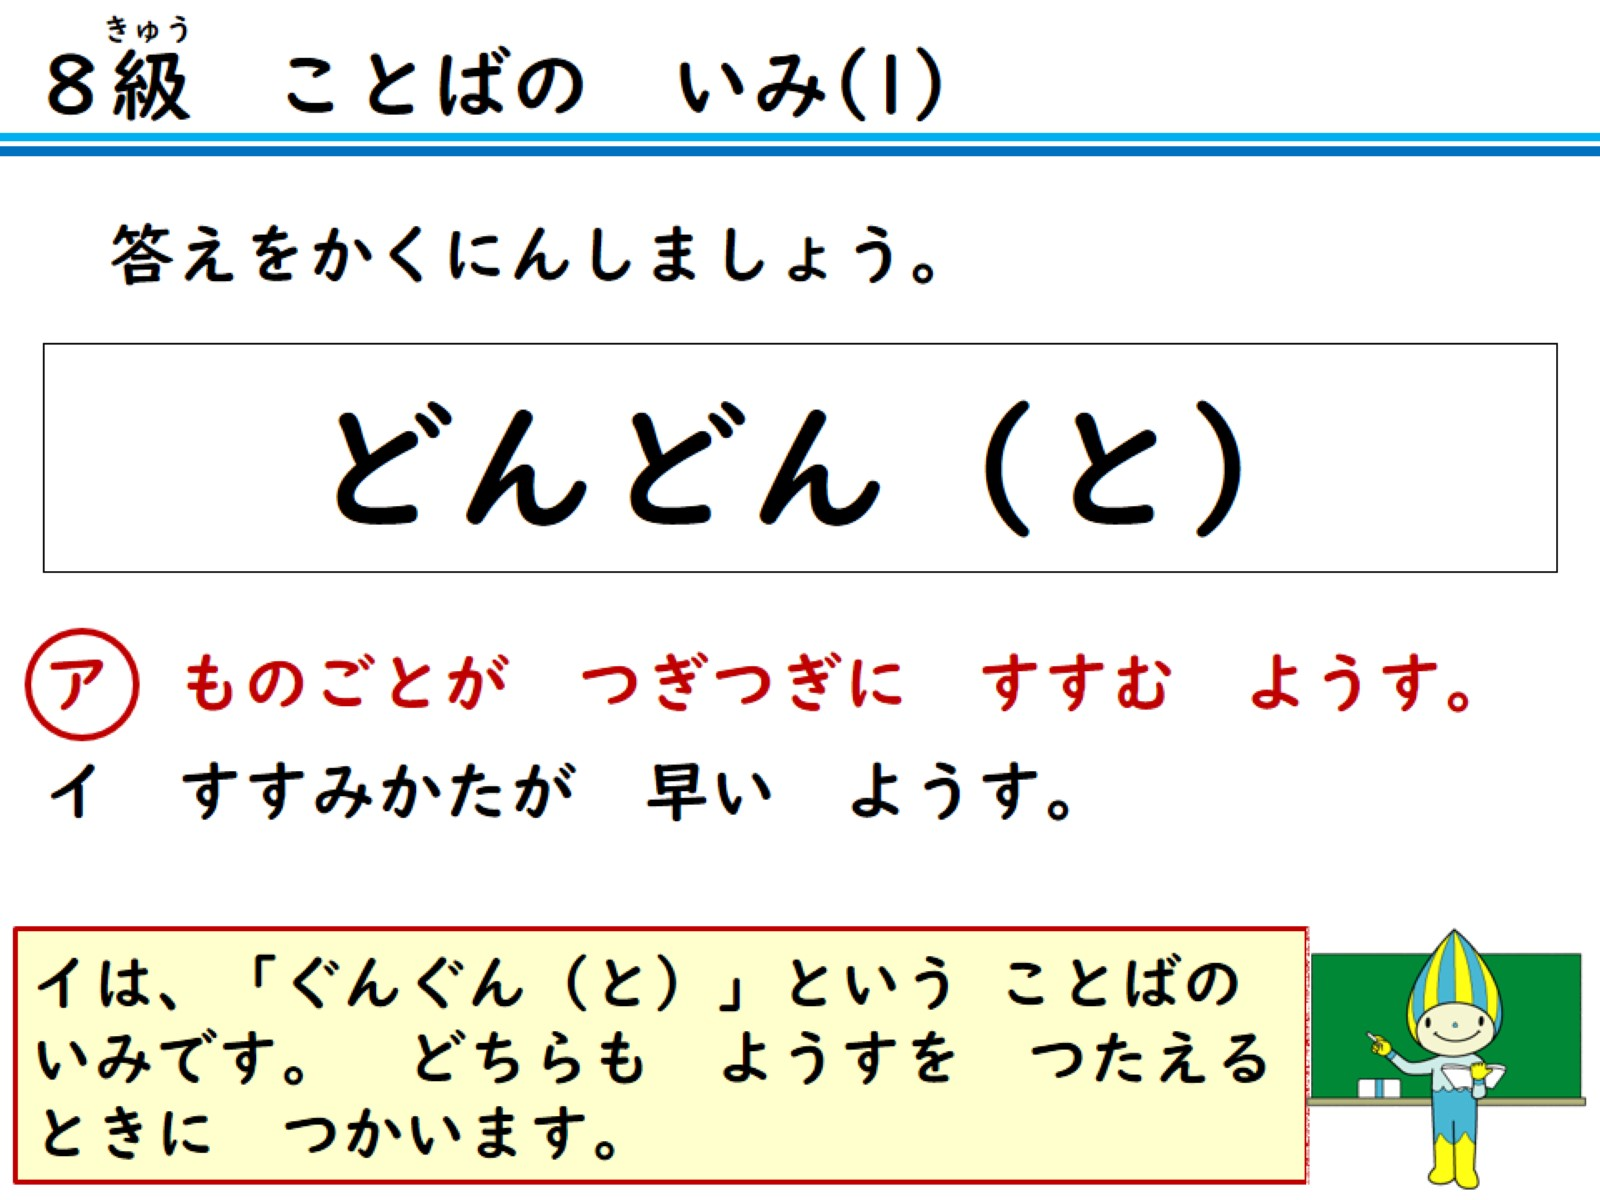 きゅう
８級　ことばの　いみ(1)
答えをかくにんしましょう。
どんどん（と）
ア　ものごとが　つぎつぎに　すすむ　ようす。
イ　すすみかたが　早い　ようす。
イは、「ぐんぐん（と）」という　ことばの
いみです。　どちらも　ようすを　つたえる
ときに　つかいます。